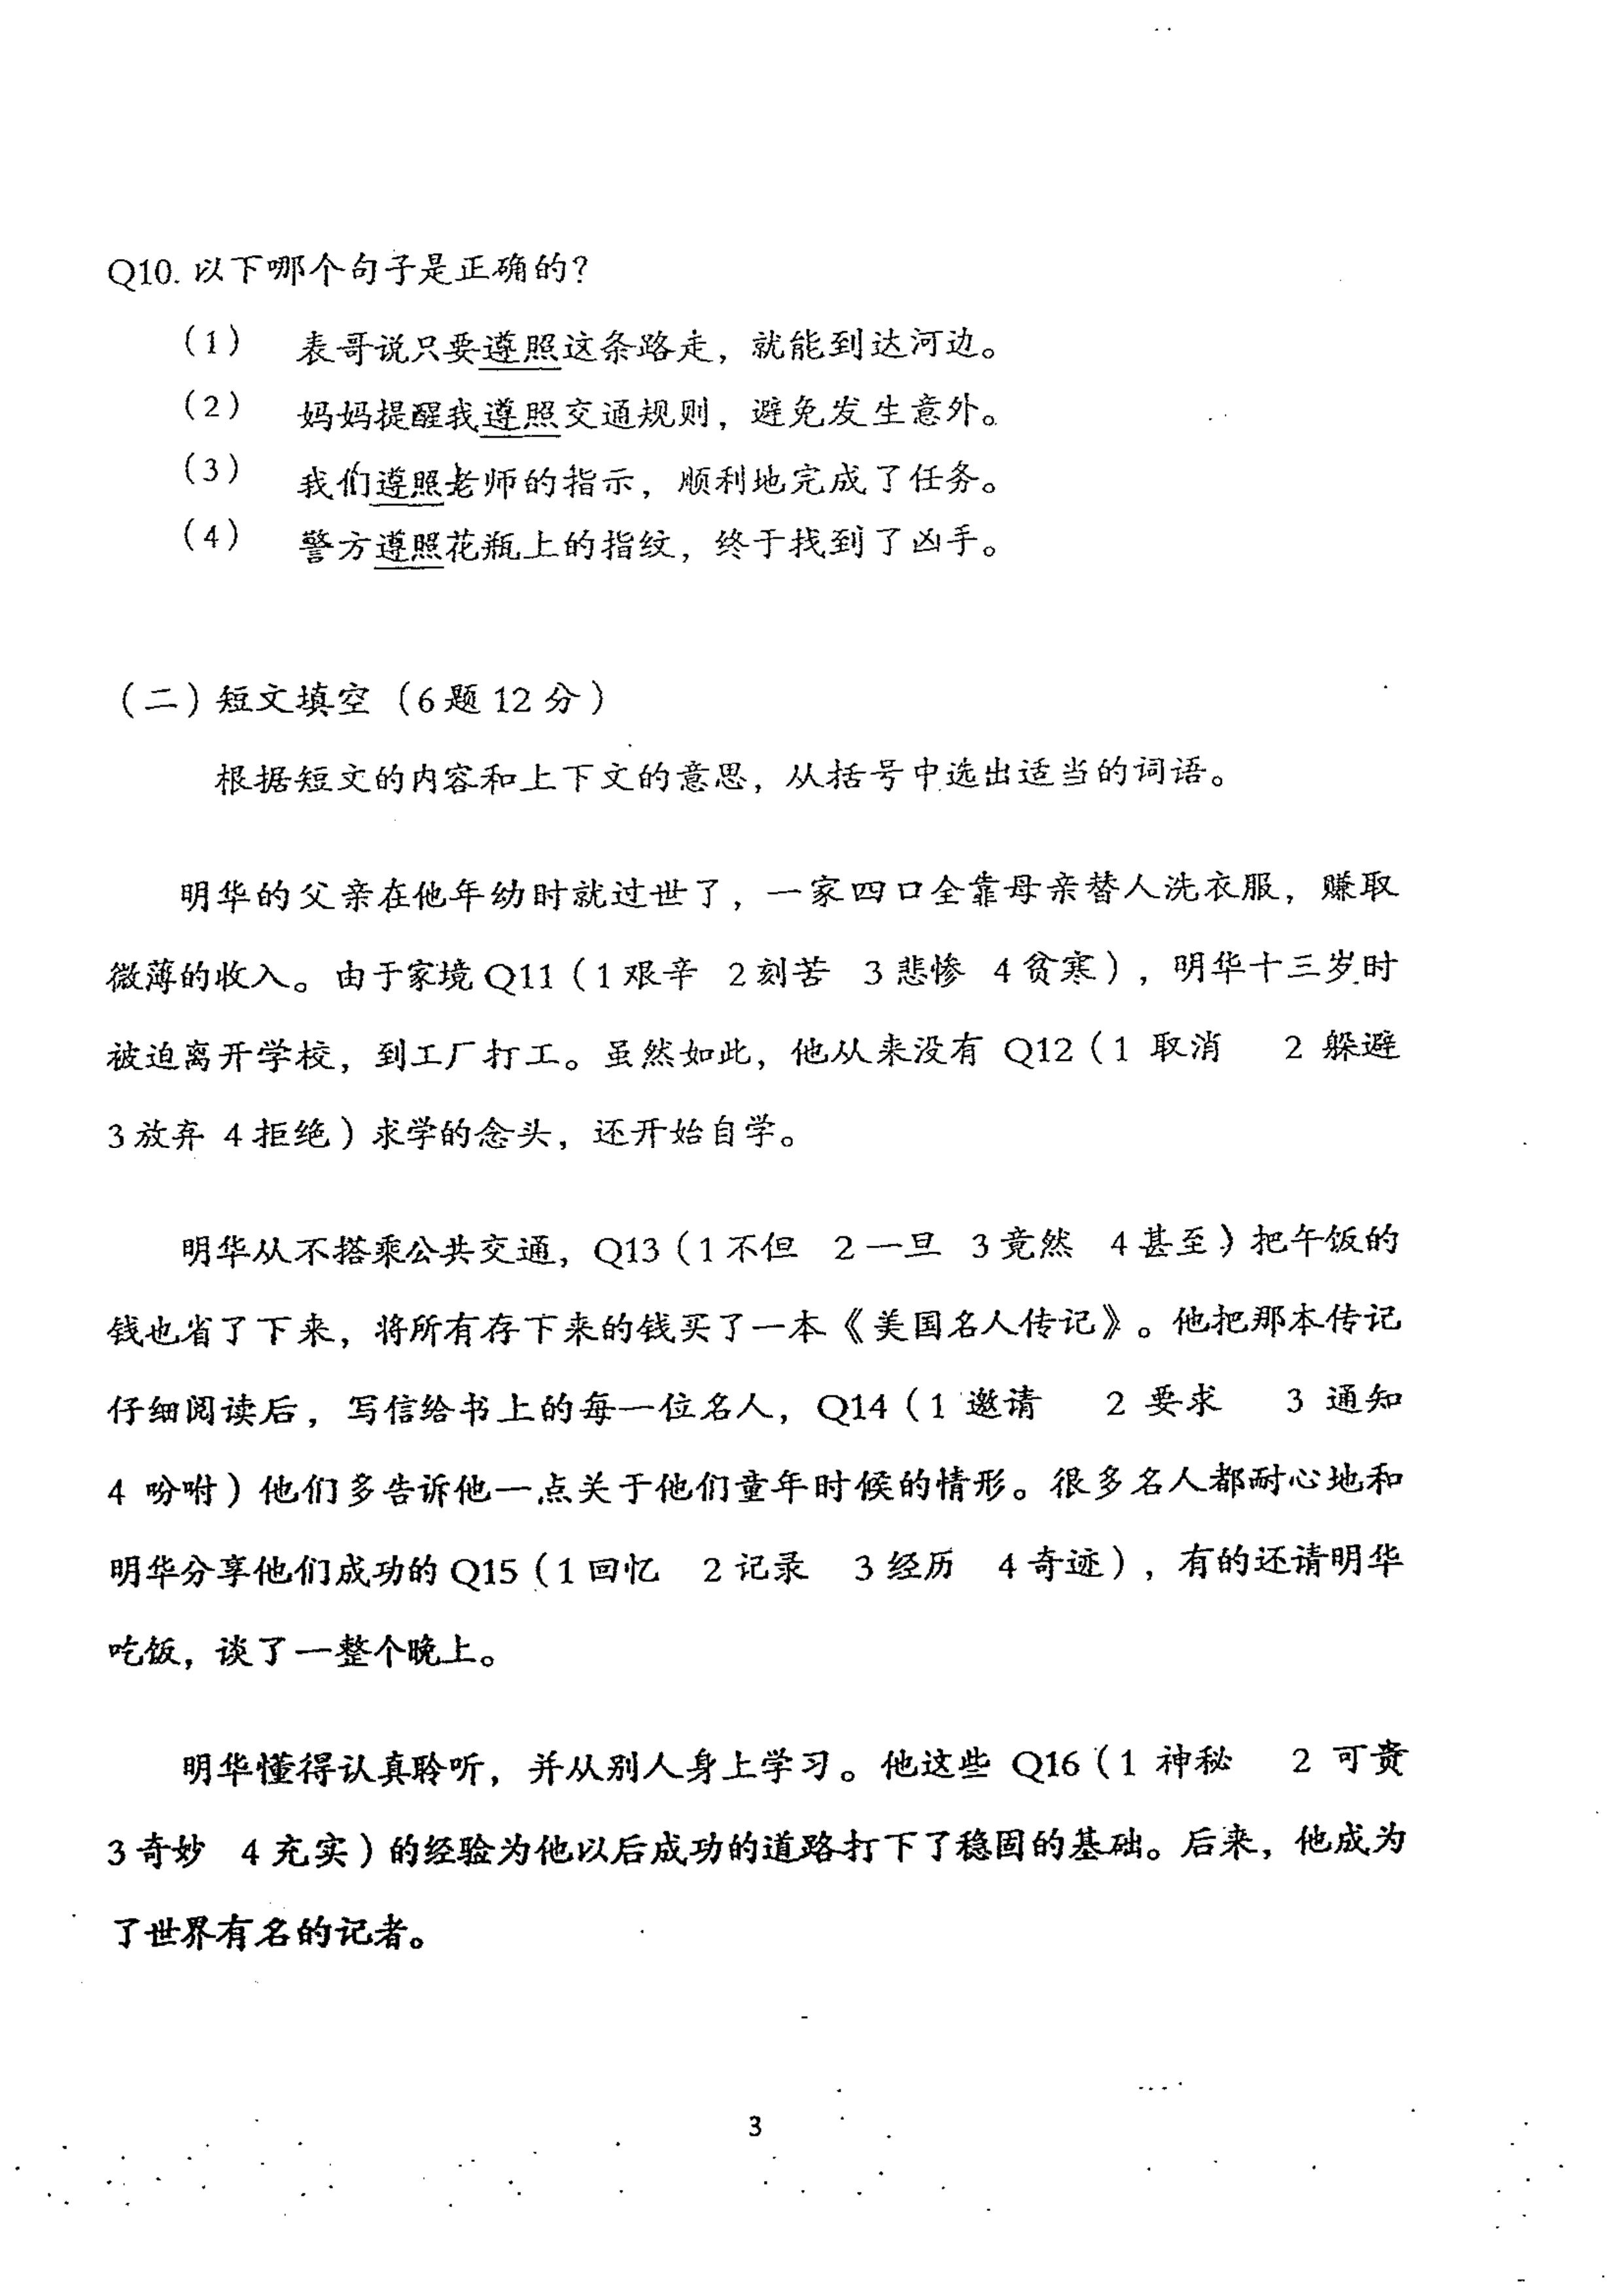 Q10. 以下哪个句子是正确的？
（1） 表哥说只要遵照这条路走，就能到达河边。
（2） 妈妈提醒我遵照交通规则，避免发生意外。
（3） 我们遵照老师的指示，顺利地完成了任务。
（4） 警方遵照花瓶上的指纹，终于找到了凶手。
（二）短文填空（6题 12 分）
根据短文的内容和上下文的意思，从括号中选出适当的词语。
明华的父亲在他年幼时就过世了，一家四口全靠母亲替人洗衣服，赚取
微薄的收入。由于家境 Q11（1 艰辛 2 刻苦 3 悲惨 4 贫寒），明华十三岁时
被迫离开学校，到工厂打工。虽然如此，他从来没有 Q12（1 取消 2 躲避
3 放弃 4 拒绝）求学的念头，还开始自学。
明华从不搭乘公共交通，Q13（1 不但 2 一旦 3 竟然 4 甚至）把午饭的
钱也省了下来，将所有存下来的钱买了一本《美国名人传记》。他把那本传记
仔细阅读后，写信给书上的每一位名人，Q14（1 邀请 2 要求 3 通知
4 吩咐）他们多告诉他一点关于他们童年时候的情形。很多名人都耐心地和
明华分享他们成功的 Q15（1 回忆 2 记录 3 经历 4 奇迹），有的还请明华
吃饭，谈了一整个晚上。
明华懂得认真聆听，并从别人身上学习。他这些 Q16（1 神秘 2 可贵
3 奇妙 4 充实）的经验为他以后成功的道路打下了稳固的基础。后来，他成为
了世界有名的记者。
3